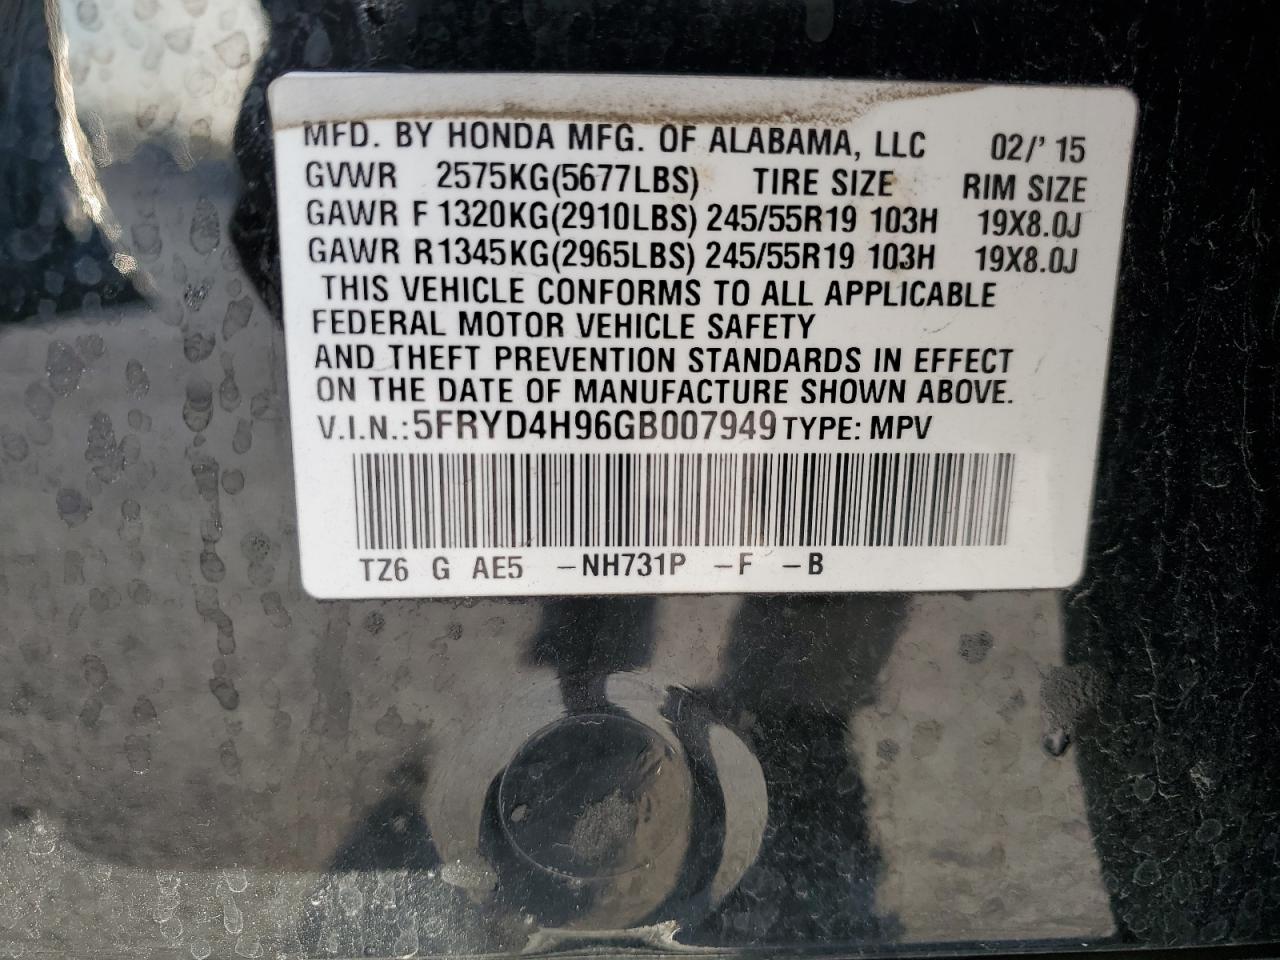 MFD. BY HONDA MFG. OF ALABAMA, LLC 02/' 15
GVWR 2575KG(5677LBS) TIRE SIZE RIM SIZE
GAWR F 1320KG(2910LBS) 245/55R19 103H 19X8.0J
GAWR R 1345KG(2965LBS) 245/55R19 103H 19X8.0J
THIS VEHICLE CONFORMS TO ALL APPLICABLE
FEDERAL MOTOR VEHICLE SAFETY
AND THEFT PREVENTION STANDARDS IN EFFECT
ON THE DATE OF MANUFACTURE SHOWN ABOVE.
V.I.N.:5FRYD4H96GB007949 TYPE: MPV
TZ6 G AE5 –NH731P –F –B